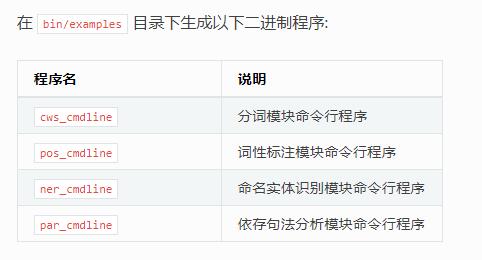 在 bin/examples 目录下生成以下二进制程序:
程序名 说明
cws_cmdline 分词模块命令行程序
pos_cmdline 词性标注模块命令行程序
ner_cmdline 命名实体识别模块命令行程序
par_cmdline 依存句法分析模块命令行程序